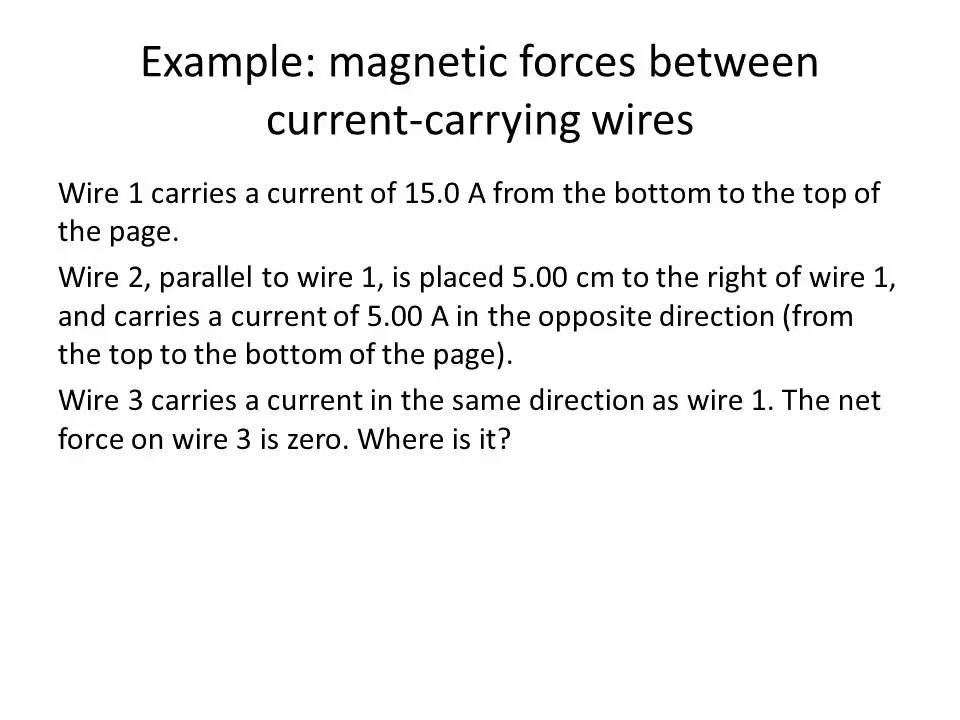 Example: magnetic forces between
current-carrying wires
Wire 1 carries a current of 15.0 A from the bottom to the top of
the page.
Wire 2, parallel to wire 1, is placed 5.00 cm to the right of wire 1,
and carries a current of 5.00 A in the opposite direction (from
the top to the bottom of the page).
Wire 3 carries a current in the same direction as wire 1. The net
force on wire 3 is zero. Where is it?